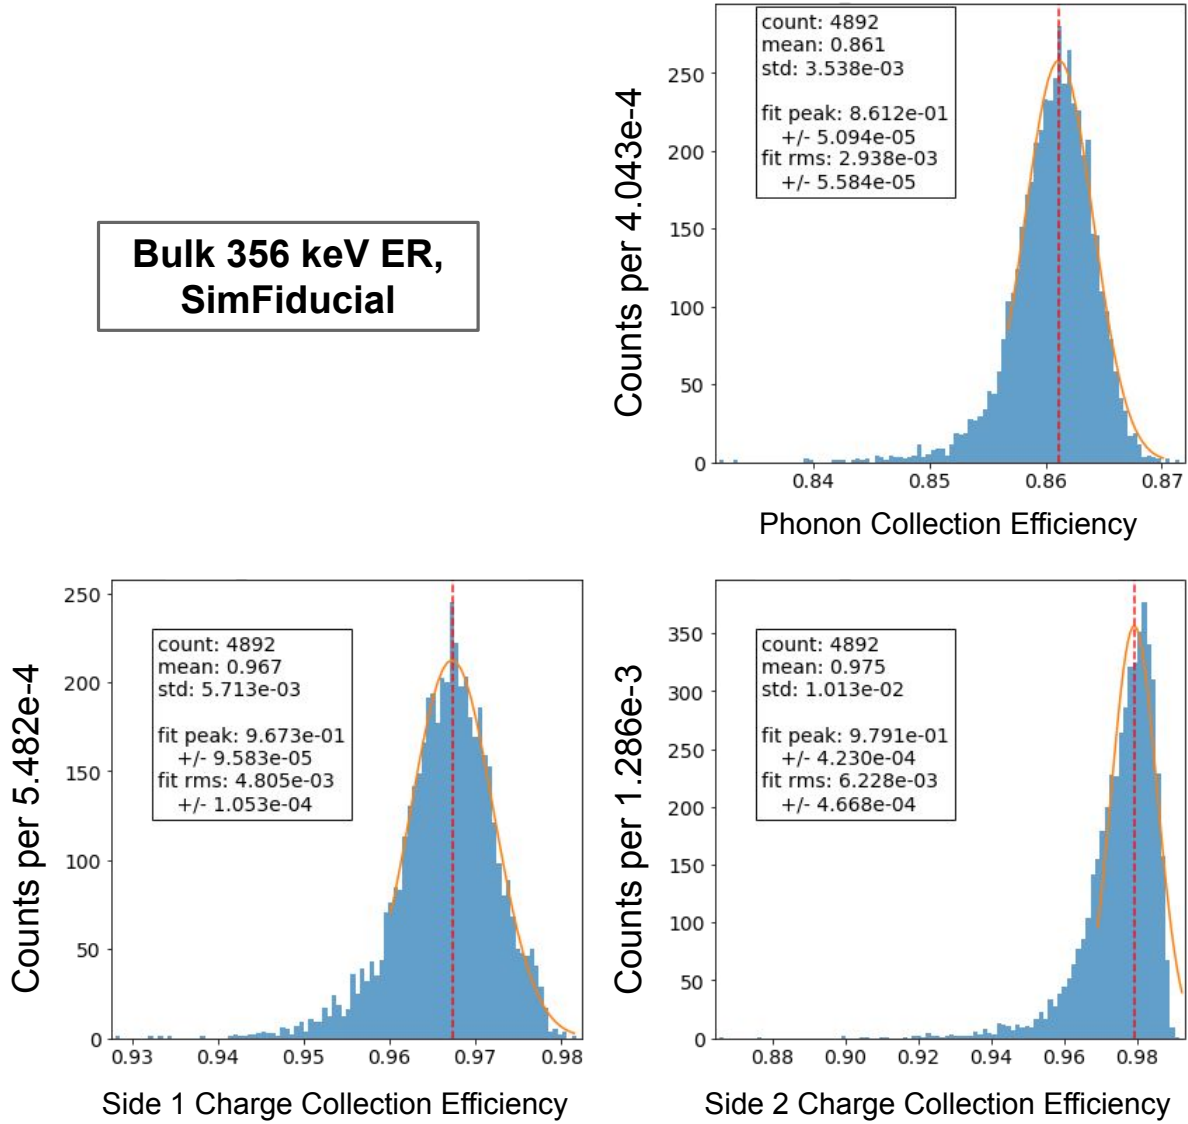 Bulk 356 keV ER,
SimFiducial
Counts per 4.043e-4
250
200
150
100
50
0
count: 4892
mean: 0.861
std: 3.538e-03
fit peak: 8.612e-01
+/- 5.094e-05
fit rms: 2.938e-03
+/- 5.584e-05
0.84 0.85 0.86 0.87
Phonon Collection Efficiency
Counts per 5.482e-4
250
200
150
100
50
0
count: 4892
mean: 0.967
std: 5.713e-03
fit peak: 9.673e-01
+/- 9.583e-05
fit rms: 4.805e-03
+/- 1.053e-04
0.93 0.94 0.95 0.96 0.97 0.98
Side 1 Charge Collection Efficiency
Counts per 1.286e-3
350
300
250
200
150
100
50
0
count: 4892
mean: 0.975
std: 1.013e-02
fit peak: 9.791e-01
+/- 4.230e-04
fit rms: 6.228e-03
+/- 4.668e-04
0.88 0.90 0.92 0.94 0.96 0.98
Side 2 Charge Collection Efficiency